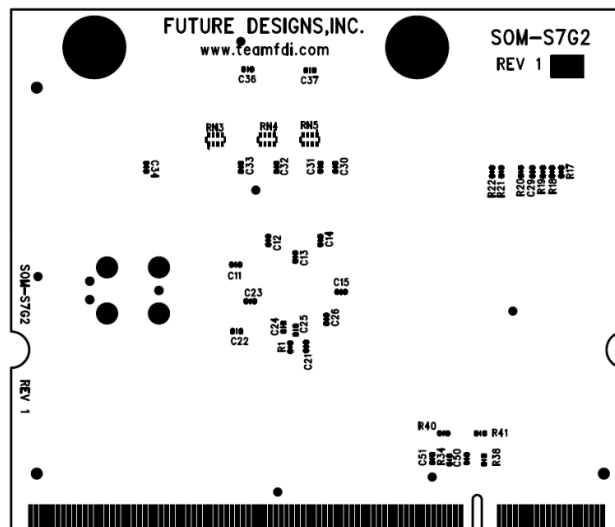 FUTURE DESIGNS,INC.
www.teamfdi.com
SOM-S7G2
REV 1
C36
C37
RN3
RN4
RN5
C34
C33
C32
C31
C30
R22
R21
R20
C29
R19
R18
R17
C12
C14
C13
C11
C15
C23
SOM-S7G2
REV 1
C22
C24
C25
C26
R1
C21
R40
R41
C51
R34
C50
R38